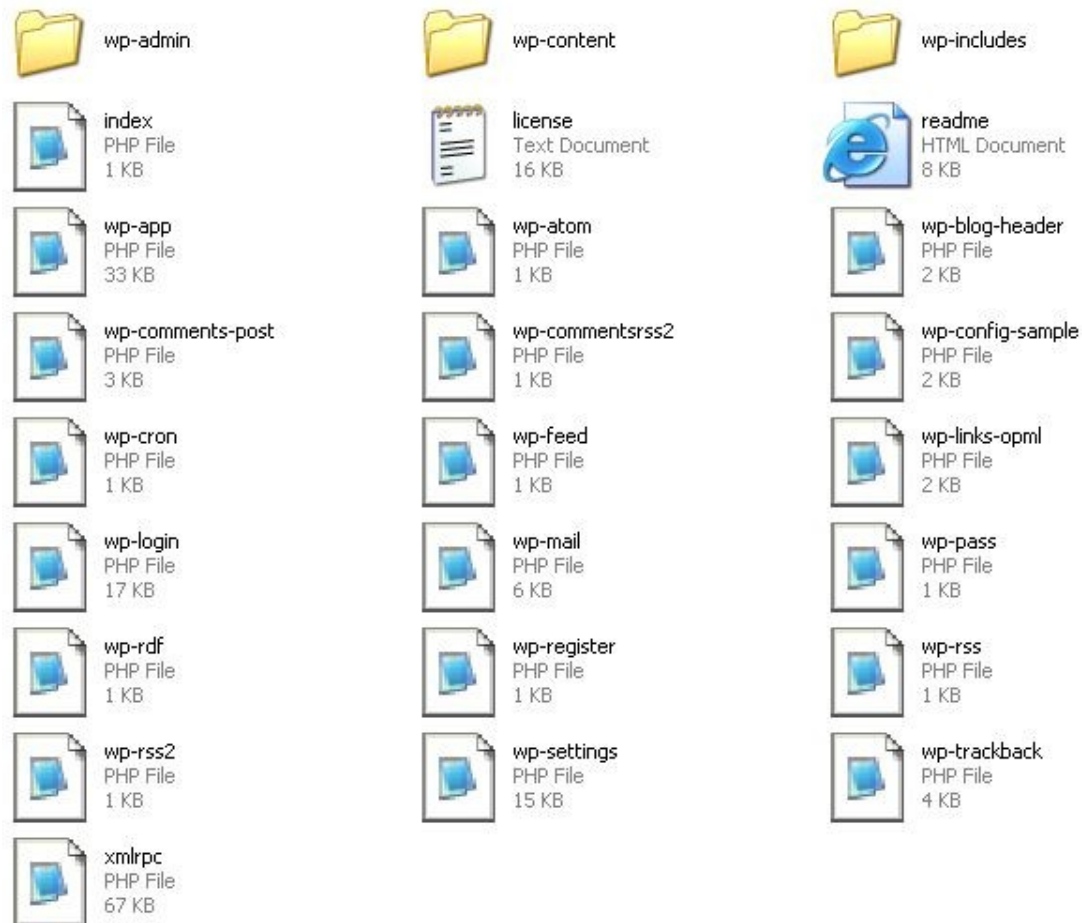 wp-admin
wp-content
wp-includes
index
PHP File
1 KB
license
Text Document
16 KB
readme
HTML Document
8 KB
wp-app
PHP File
33 KB
wp-atom
PHP File
1 KB
wp-blog-header
PHP File
2 KB
wp-comments-post
PHP File
3 KB
wp-commentsrss2
PHP File
1 KB
wp-config-sample
PHP File
2 KB
wp-cron
PHP File
1 KB
wp-feed
PHP File
1 KB
wp-links-opml
PHP File
2 KB
wp-login
PHP File
17 KB
wp-mail
PHP File
6 KB
wp-pass
PHP File
1 KB
wp-rdf
PHP File
1 KB
wp-register
PHP File
1 KB
wp-rss
PHP File
1 KB
wp-rss2
PHP File
1 KB
wp-settings
PHP File
15 KB
wp-trackback
PHP File
4 KB
xmlrpc
PHP File
67 KB